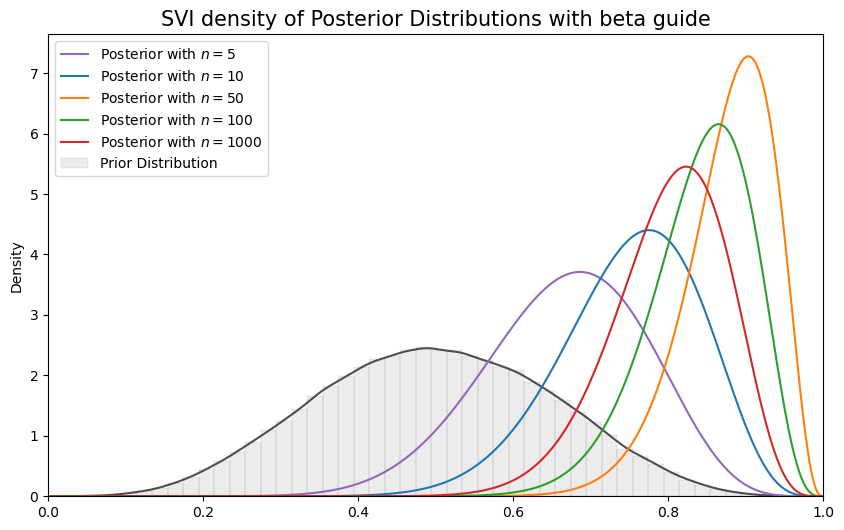 SVI density of Posterior Distributions with beta guide
Posterior with n = 5
Posterior with n = 10
Posterior with n = 50
Posterior with n = 100
Posterior with n = 1000
Prior Distribution
Density
7
6
5
4
3
2
1
0
0.0 0.2 0.4 0.6 0.8 1.0